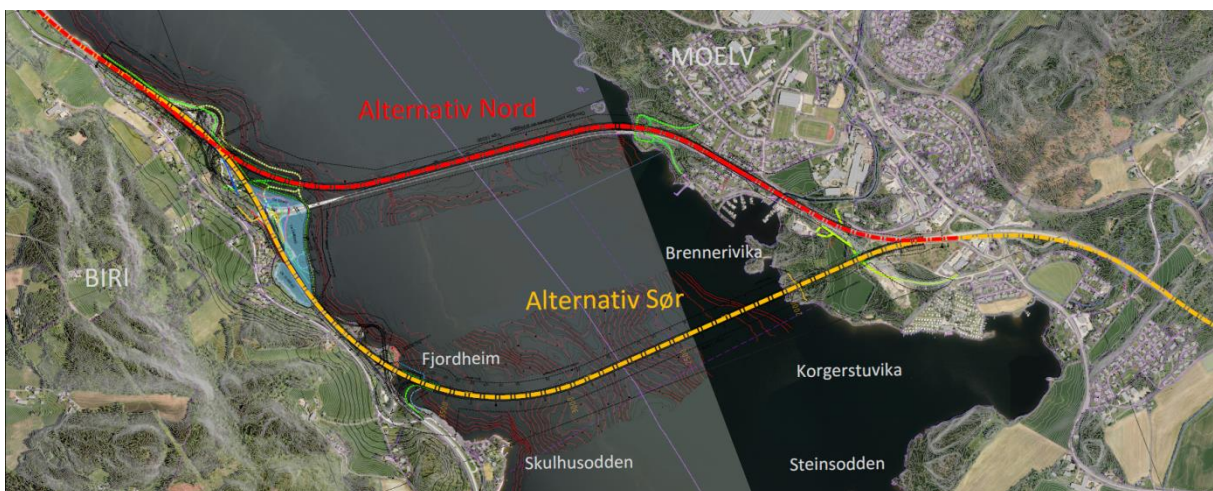 MOELV
Alternativ Nord
Brennerivika
BIRI
Alternativ Sør
Fjordheim
Korgerstuvika
Skulhusodden
Steinsodden